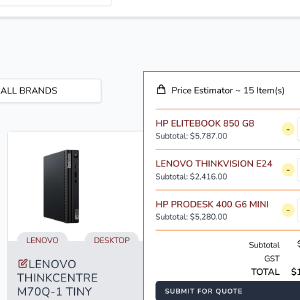 ALL BRANDS
Price Estimator ~ 15 Item(s)
HP ELITEBOOK 850 G8
Subtotal: $5,787.00
-
LENOVO THINKVISION E24
Subtotal: $2,416.00
-
HP PRODESK 400 G6 MINI
Subtotal: $5,280.00
-
Subtotal
GST
TOTAL $1
SUBMIT FOR QUOTE
LENOVO
DESKTOP
LENOVO
THINKCENTRE
M70Q-1 TINY